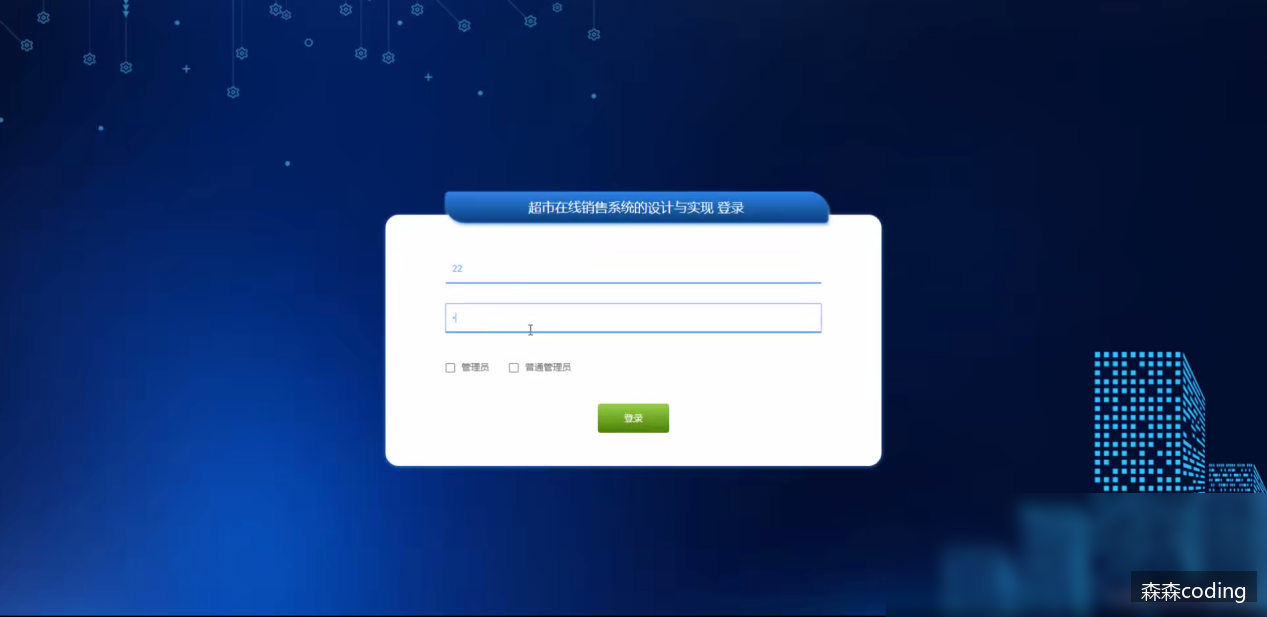 超市在线销售系统的设计与实现 登录
22
管理员 普通管理员
登录
森森coding